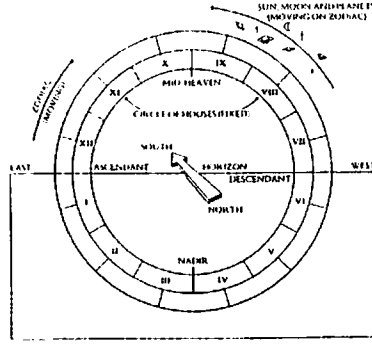 SUN, MOON AND PLANETS
(MOVING ON ZODIAC)
ZODIAC
(MOVING)
X
IX
MID-HEAVEN
XI
VIII
CIRCLE OF HOUSES (FIXED)
XII
VII
SOUTH
EAST
ASCENDANT
HORIZON
WEST
DESCENDANT
I
VI
NORTH
II
V
NADIR
III
IV